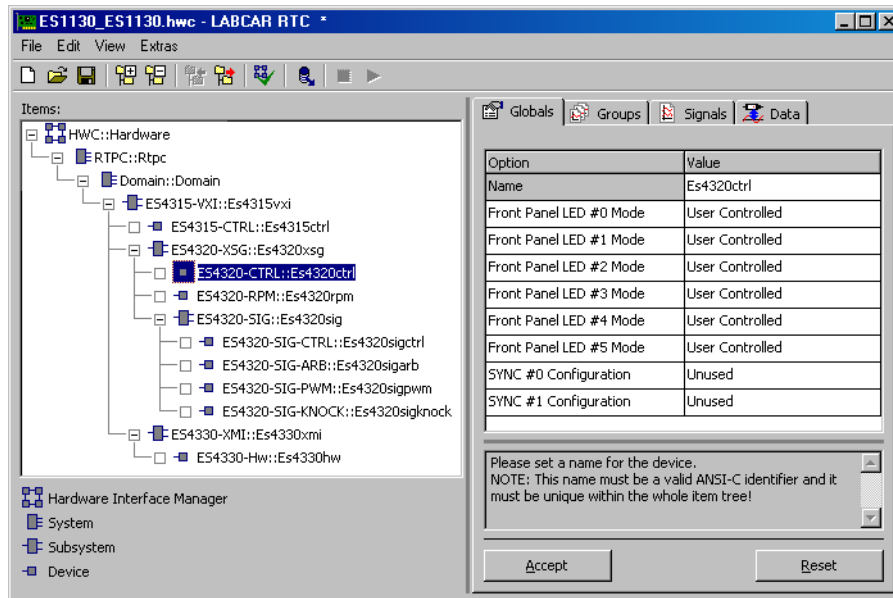 ES1130_ES1130.hwc - LABCAR RTC *
File Edit View Extras
Items:
HWC::Hardware
RTPC::Rtpc
Domain::Domain
ES4315-VXI::Es4315vxi
ES4315-CTRL::Es4315ctrl
ES4320-XSG::Es4320xsg
ES4320-CTRL::Es4320ctrl
ES4320-RPM::Es4320rpm
ES4320-SIG::Es4320sig
ES4320-SIG-CTRL::Es4320sigctrl
ES4320-SIG-ARB::Es4320sigarb
ES4320-SIG-PWM::Es4320sigpwm
ES4320-SIG-KNOCK::Es4320sigknock
ES4330-XMI::Es4330xmi
ES4330-Hw::Es4330hw
Hardware Interface Manager
System
Subsystem
Device
Globals Groups Signals Data
Option Value
Name Es4320ctrl
Front Panel LED #0 Mode User Controlled
Front Panel LED #1 Mode User Controlled
Front Panel LED #2 Mode User Controlled
Front Panel LED #3 Mode User Controlled
Front Panel LED #4 Mode User Controlled
Front Panel LED #5 Mode User Controlled
SYNC #0 Configuration Unused
SYNC #1 Configuration Unused
Please set a name for the device.
NOTE: This name must be a valid ANSI-C identifier and it
must be unique within the whole item tree!
Accept Reset